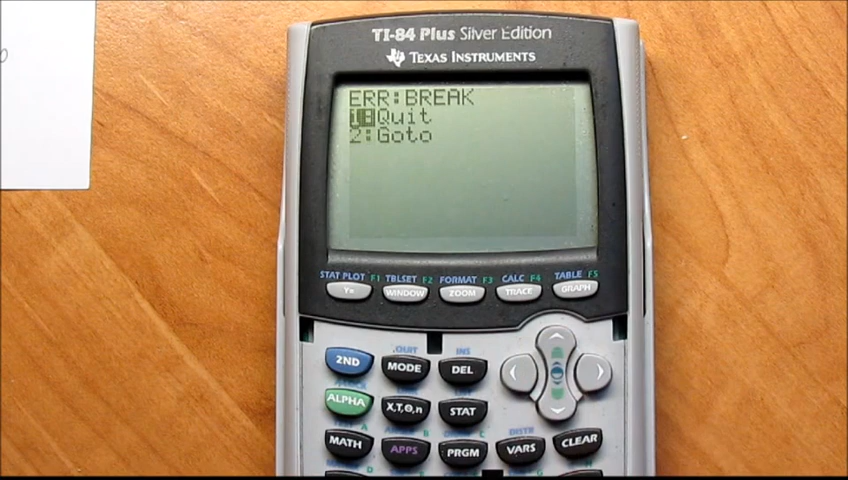 TI-84 Plus Silver Edition
TEXAS INSTRUMENTS
ERR:BREAK
1:Quit
2:Goto
STAT PLOT F1 TBLSET F2 FORMAT F3 CALC F4 TABLE F5
Y= WINDOW ZOOM TRACE GRAPH
QUIT INS
2ND MODE DEL
ALPHA X,T,Θ,n STAT
A B C DISTR
MATH APPS PRGM VARS CLEAR
D